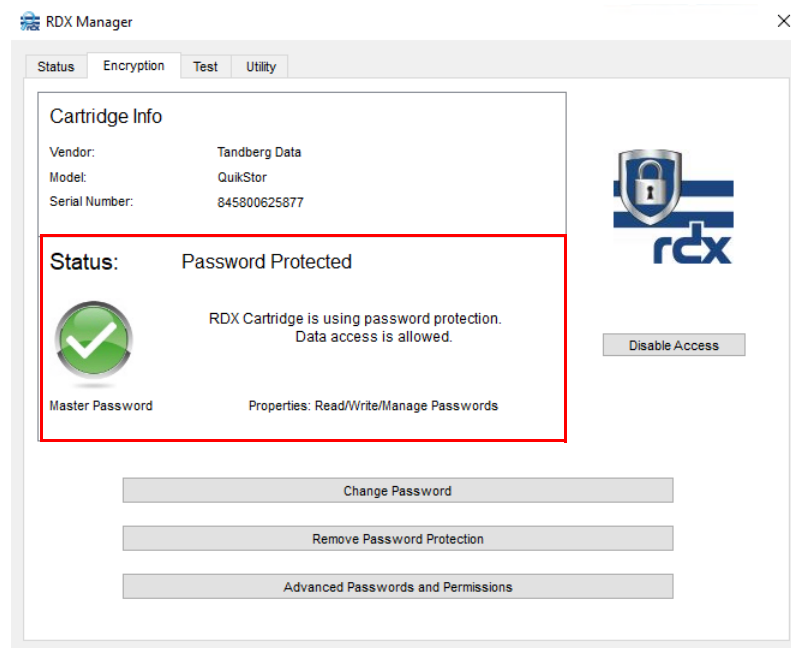 RDX Manager
Status Encryption Test Utility
Cartridge Info
Vendor: Tandberg Data
Model: QuikStor
Serial Number: 845800625877
rdx
Status: Password Protected
RDX Cartridge is using password protection.
Data access is allowed.
Disable Access
Master Password Properties: Read/Write/Manage Passwords
Change Password
Remove Password Protection
Advanced Passwords and Permissions